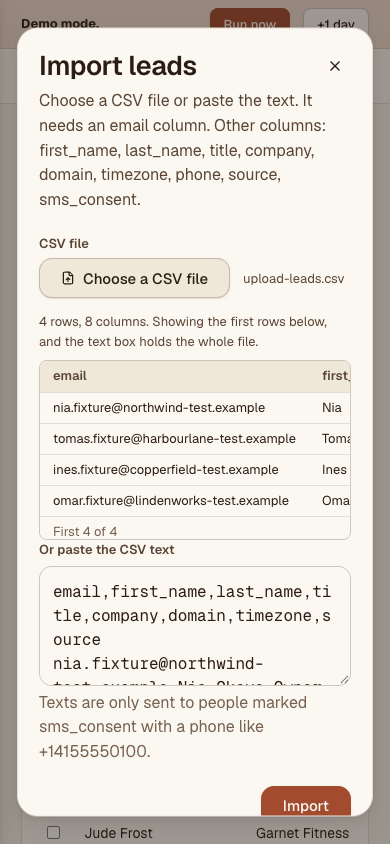 Demo mode.
Run now
+1 day
Import leads
Choose a CSV file or paste the text. It
needs an email column. Other columns:
first_name, last_name, title, company,
domain, timezone, phone, source,
sms_consent.
CSV file
Choose a CSV file
upload-leads.csv
4 rows, 8 columns. Showing the first rows below,
and the text box holds the whole file.
email first_
nia.fixture@northwind-test.example Nia
tomas.fixture@harbourlane-test.example Toma
ines.fixture@copperfield-test.example Ines
omar.fixture@lindenworks-test.example Oma
First 4 of 4
Or paste the CSV text
email,first_name,last_name,ti
tle,company,domain,timezone,s
ource
nia.fixture@northwind-
Texts are only sent to people marked
sms_consent with a phone like
+14155550100.
Import
Jude Frost Garnet Fitness